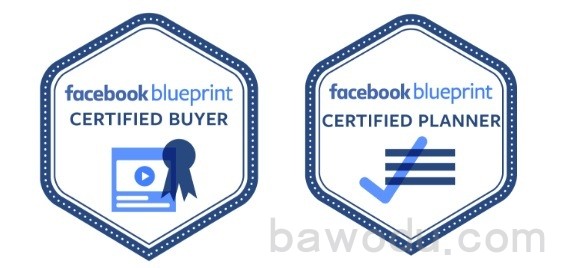 facebook blueprint
CERTIFIED BUYER
facebook blueprint
CERTIFIED PLANNER
bawodu.com